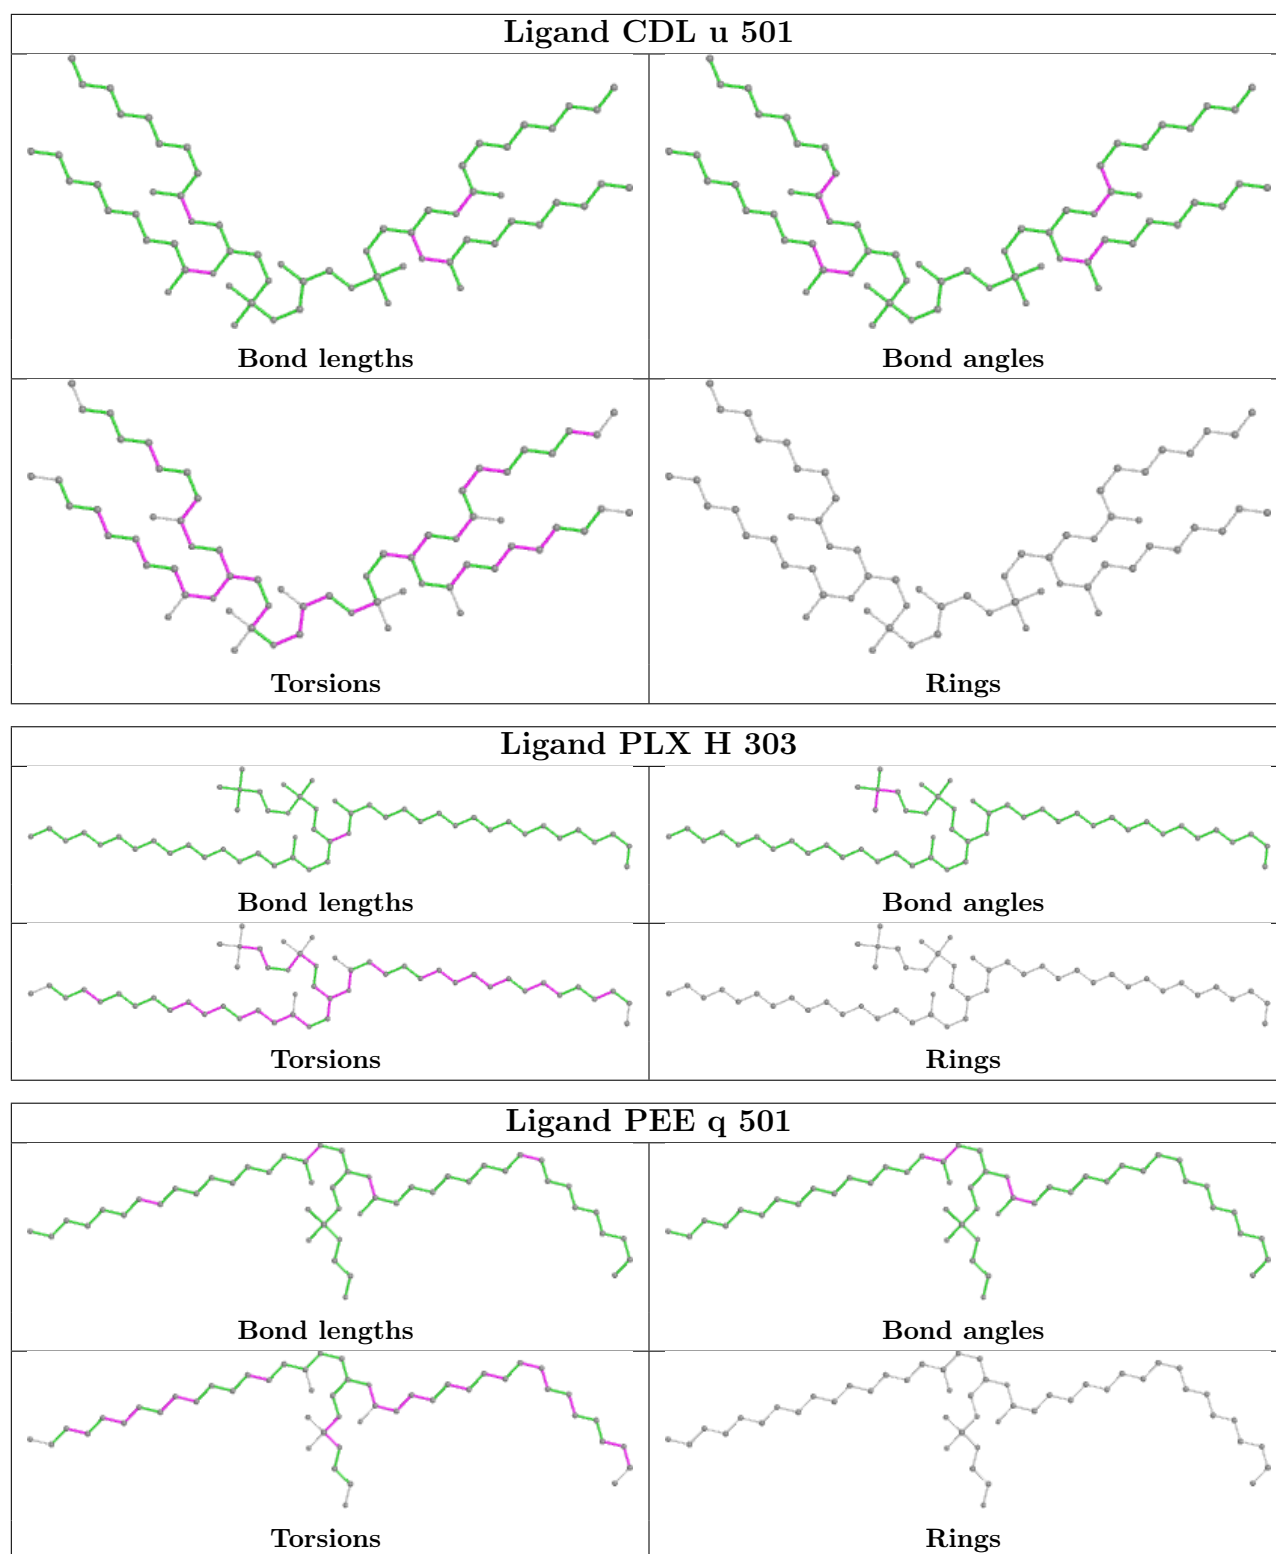 Ligand CDL u 501
Bond lengths
Bond angles
Torsions
Rings
Ligand PLX H 303
Bond lengths
Bond angles
Torsions
Rings
Ligand PEE q 501
Bond lengths
Bond angles
Torsions
Rings